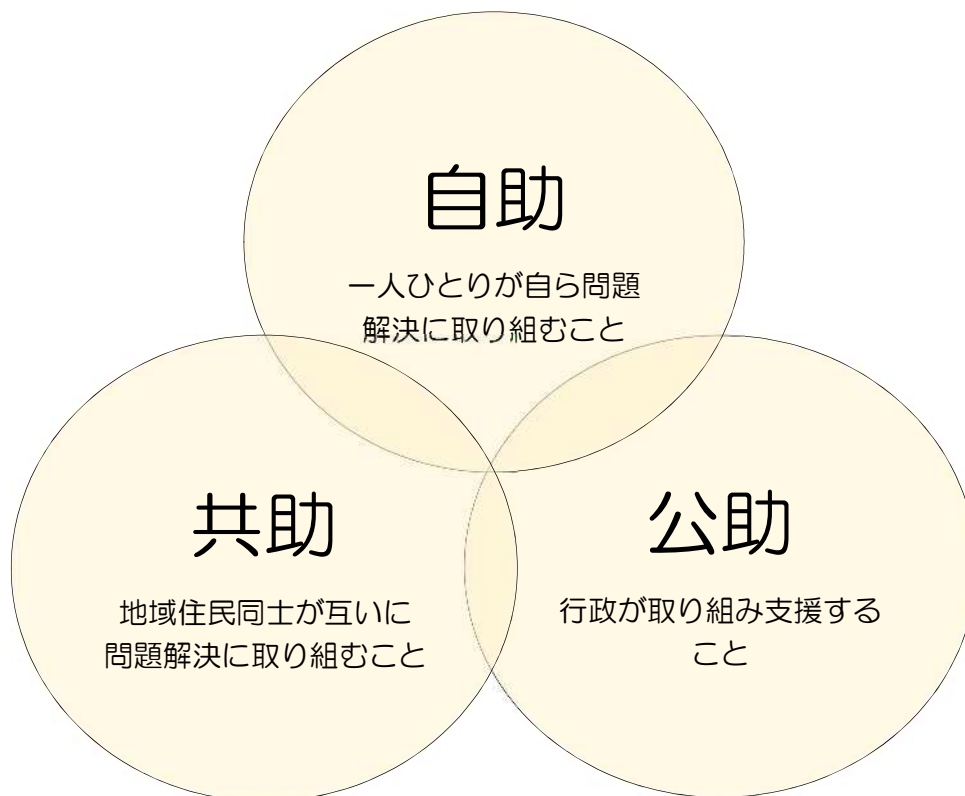 自助
一人ひとりが自ら問題
解決に取り組むこと
共助
地域住民同士が互いに
問題解決に取り組むこと
公助
行政が取り組み支援する
こと